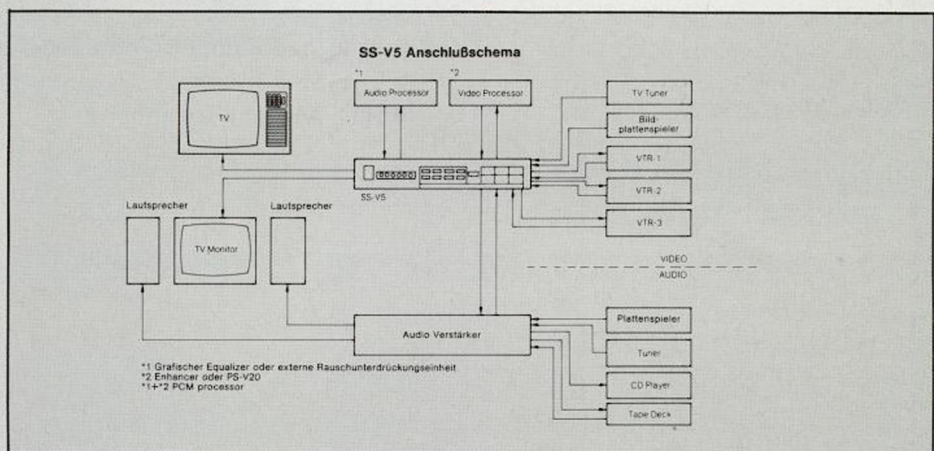 SS-V5 Anschlußschema
*1
*2
Audio Processor
Video Processor
TV Tuner
TV
Bild-
plattenspieler
VTR-1
SS-V5
VTR-2
Lautsprecher
Lautsprecher
VTR-3
TV Monitor
VIDEO
AUDIO
Plattenspieler
Audio Verstärker
Tuner
*1 Grafischer Equalizer oder externe Rauschunterdrückungseinheit
*2 Enhancer oder PS-V20
*1+*2 PCM processor
CD Player
Tape Deck